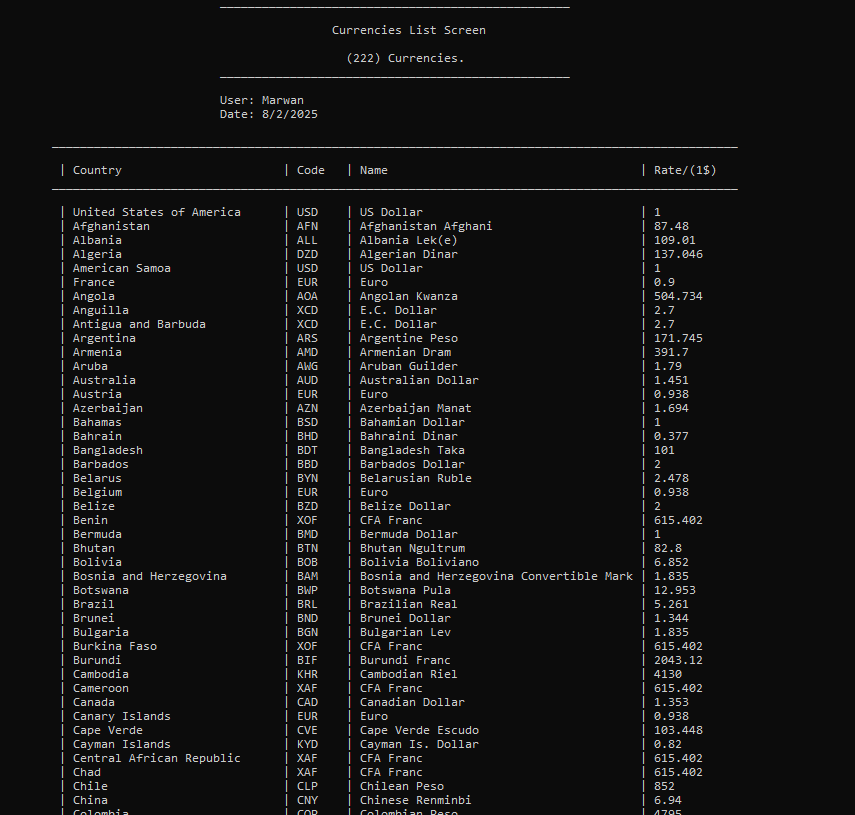 Currencies List Screen
(222) Currencies.
User: Marwan
Date: 8/2/2025
| Country | Code | Name | Rate/(1$)
| United States of America | USD | US Dollar | 1
| Afghanistan | AFN | Afghanistan Afghani | 87.48
| Albania | ALL | Albania Lek(e) | 109.01
| Algeria | DZD | Algerian Dinar | 137.046
| American Samoa | USD | US Dollar | 1
| France | EUR | Euro | 0.9
| Angola | AOA | Angolan Kwanza | 504.734
| Anguilla | XCD | E.C. Dollar | 2.7
| Antigua and Barbuda | XCD | E.C. Dollar | 2.7
| Argentina | ARS | Argentine Peso | 171.745
| Armenia | AMD | Armenian Dram | 391.7
| Aruba | AWG | Aruban Guilder | 1.79
| Australia | AUD | Australian Dollar | 1.451
| Austria | EUR | Euro | 0.938
| Azerbaijan | AZN | Azerbaijan Manat | 1.694
| Bahamas | BSD | Bahamian Dollar | 1
| Bahrain | BHD | Bahraini Dinar | 0.377
| Bangladesh | BDT | Bangladesh Taka | 101
| Barbados | BBD | Barbados Dollar | 2
| Belarus | BYN | Belarusian Ruble | 2.478
| Belgium | EUR | Euro | 0.938
| Belize | BZD | Belize Dollar | 2
| Benin | XOF | CFA Franc | 615.402
| Bermuda | BMD | Bermuda Dollar | 1
| Bhutan | BTN | Bhutan Ngultrum | 82.8
| Bolivia | BOB | Bolivia Boliviano | 6.852
| Bosnia and Herzegovina | BAM | Bosnia and Herzegovina Convertible Mark | 1.835
| Botswana | BWP | Botswana Pula | 12.953
| Brazil | BRL | Brazilian Real | 5.261
| Brunei | BND | Brunei Dollar | 1.344
| Bulgaria | BGN | Bulgarian Lev | 1.835
| Burkina Faso | XOF | CFA Franc | 615.402
| Burundi | BIF | Burundi Franc | 2043.12
| Cambodia | KHR | Cambodian Riel | 4130
| Cameroon | XAF | CFA Franc | 615.402
| Canada | CAD | Canadian Dollar | 1.353
| Canary Islands | EUR | Euro | 0.938
| Cape Verde | CVE | Cape Verde Escudo | 103.448
| Cayman Islands | KYD | Cayman Is. Dollar | 0.82
| Central African Republic | XAF | CFA Franc | 615.402
| Chad | XAF | CFA Franc | 615.402
| Chile | CLP | Chilean Peso | 852
| China | CNY | Chinese Renminbi | 6.94
| Colombia | COP | Colombian Peso | 4795